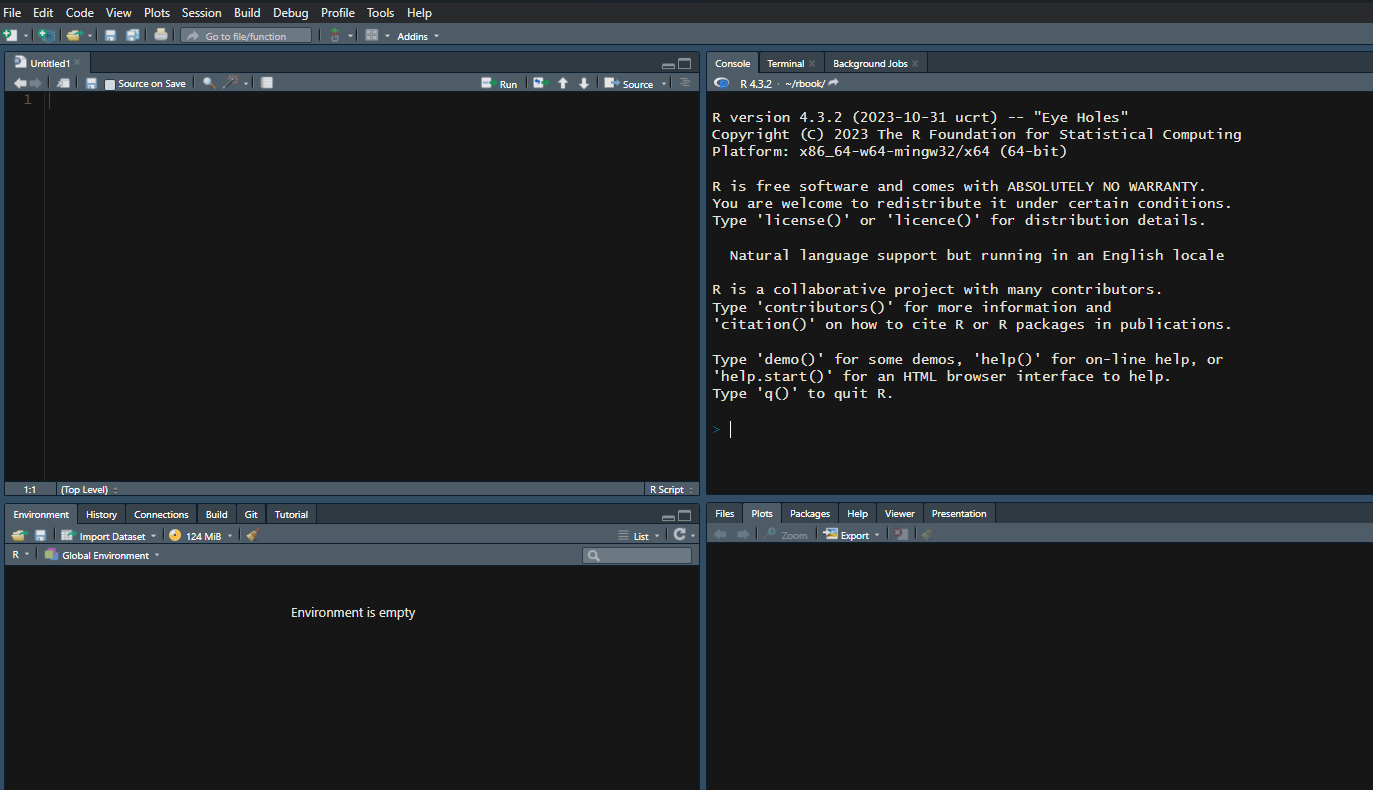 File Edit Code View Plots Session Build Debug Profile Tools Help
Go to file/function Addins
Untitled1
Source on Save Run Source
1
1:1 (Top Level) R Script
Console Terminal Background Jobs
R 4.3.2 · ~/rbook/
R version 4.3.2 (2023-10-31 ucrt) -- "Eye Holes"
Copyright (C) 2023 The R Foundation for Statistical Computing
Platform: x86_64-w64-mingw32/x64 (64-bit)
R is free software and comes with ABSOLUTELY NO WARRANTY.
You are welcome to redistribute it under certain conditions.
Type 'license()' or 'licence()' for distribution details.
Natural language support but running in an English locale
R is a collaborative project with many contributors.
Type 'contributors()' for more information and
'citation()' on how to cite R or R packages in publications.
Type 'demo()' for some demos, 'help()' for on-line help, or
'help.start()' for an HTML browser interface to help.
Type 'q()' to quit R.
>
Environment History Connections Build Git Tutorial
Import Dataset 124 MiB List
R Global Environment
Environment is empty
Files Plots Packages Help Viewer Presentation
Zoom Export